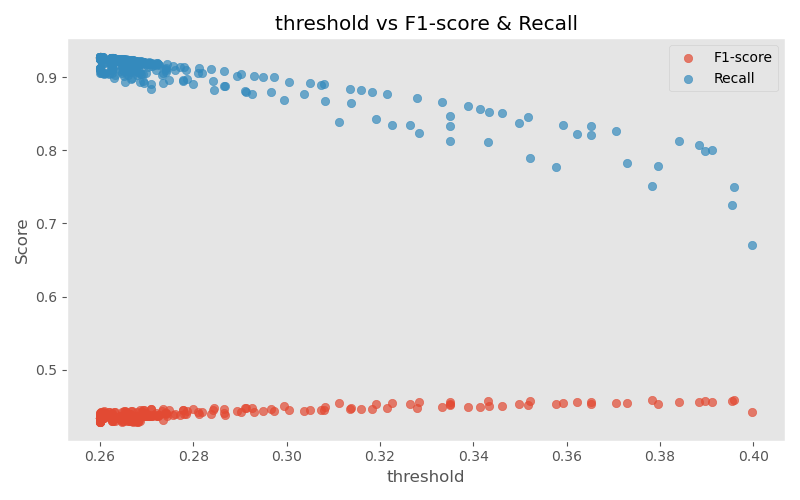 threshold vs F1-score & Recall
F1-score
Recall
Score
0.9
0.8
0.7
0.6
0.5
0.26 0.28 0.30 0.32 0.34 0.36 0.38 0.40
threshold